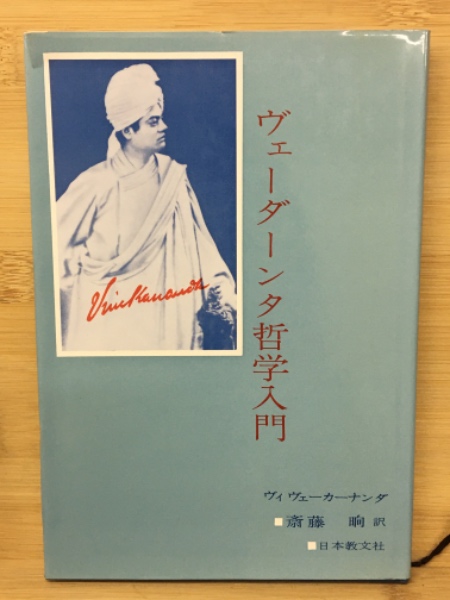 ヴェーダーンタ哲学入門
Vivekananda
ヴィヴェーカーナンダ
■斎藤 晌 訳
■日本教文社